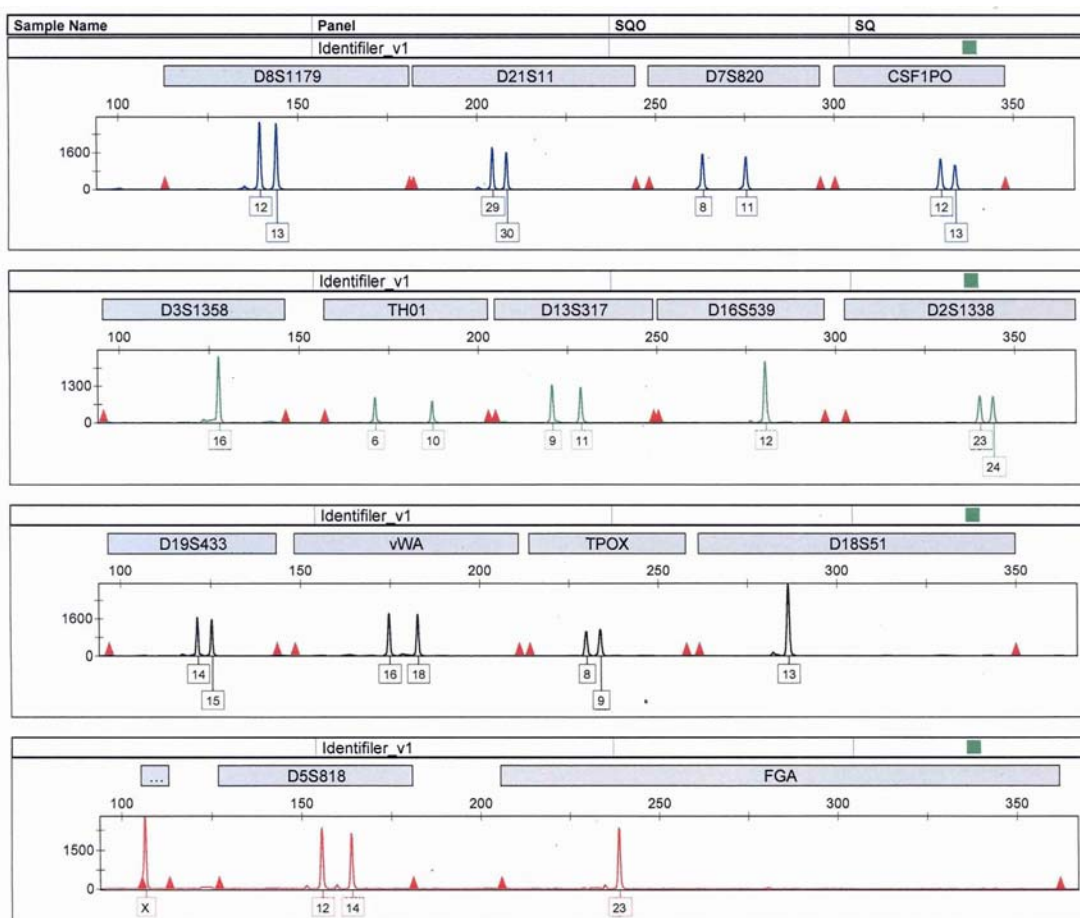 Sample Name Panel SQO SQ
Identifiler_v1
D8S1179 D21S11 D7S820 CSF1PO
100 150 200 250 300 350
1600
0
12 29 8 11 12
13 30 13
Identifiler_v1
D3S1358 TH01 D13S317 D16S539 D2S1338
100 150 200 250 300 350
1300
0
16 6 10 9 11 12 23
24
Identifiler_v1
D19S433 vWA TPOX D18S51
100 150 200 250 300 350
1600
0
14 16 18 8 13
15 9
Identifiler_v1
... D5S818 FGA
100 150 200 250 300 350
1500
0
X 12 14 23